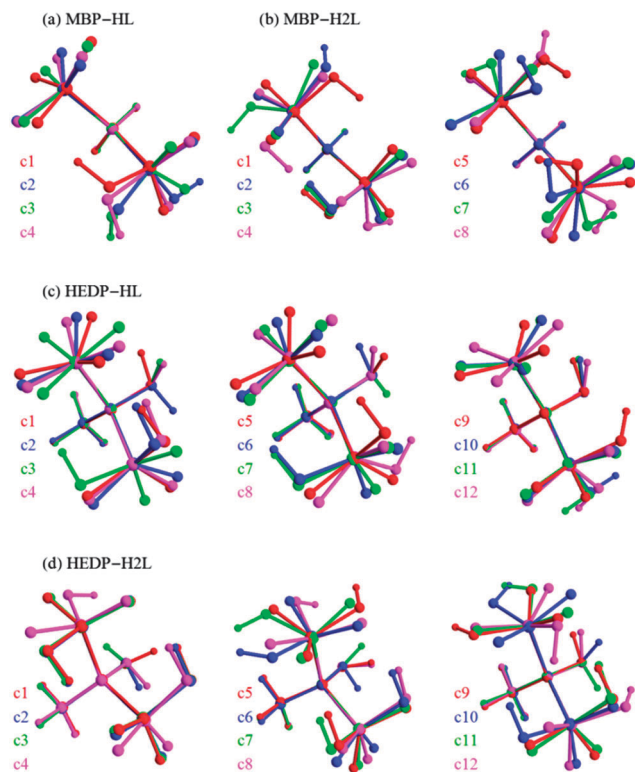 (a) MBP−HL
(b) MBP−H2L
c1
c2
c3
c4
c1
c2
c3
c4
c5
c6
c7
c8
(c) HEDP−HL
c1
c2
c3
c4
c5
c6
c7
c8
c9
c10
c11
c12
(d) HEDP−H2L
c1
c2
c3
c4
c5
c6
c7
c8
c9
c10
c11
c12